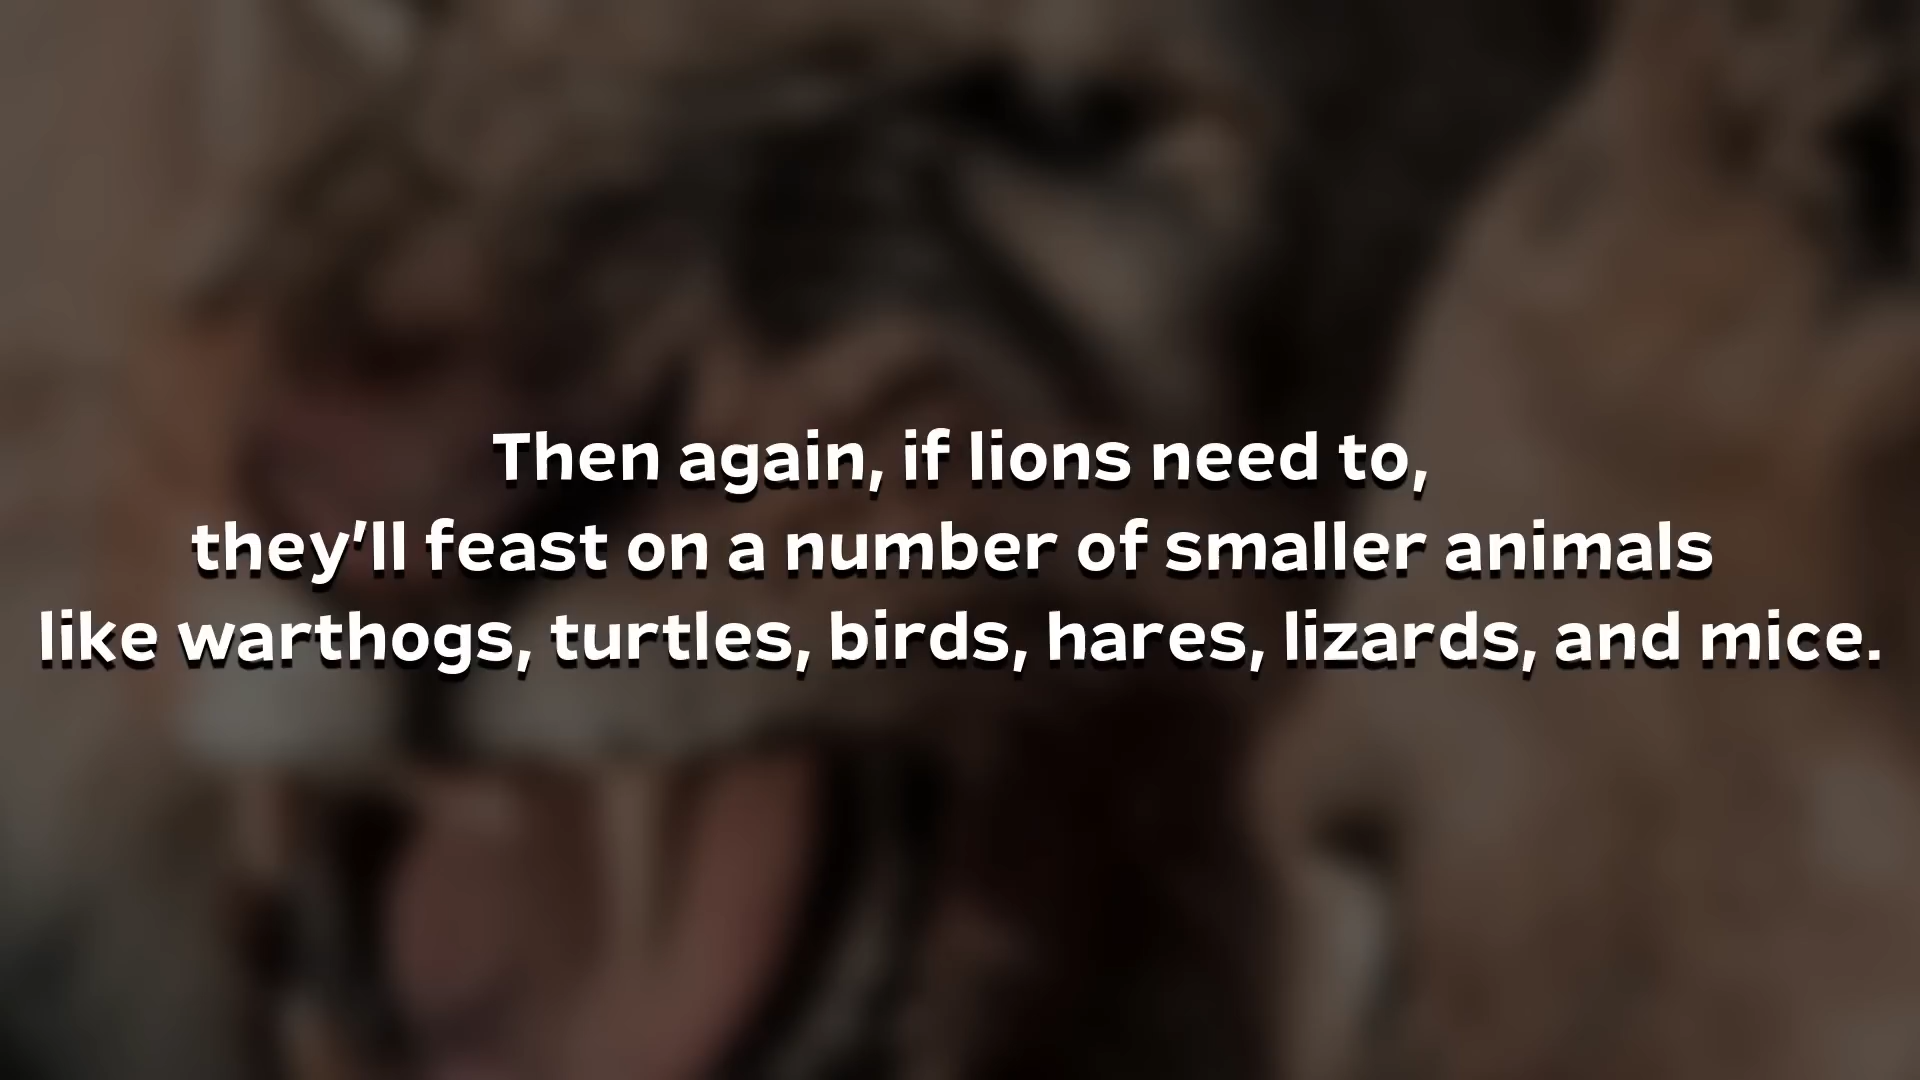 Then again, if lions need to,
they'll feast on a number of smaller animals
like warthogs, turtles, birds, hares, lizards, and mice.